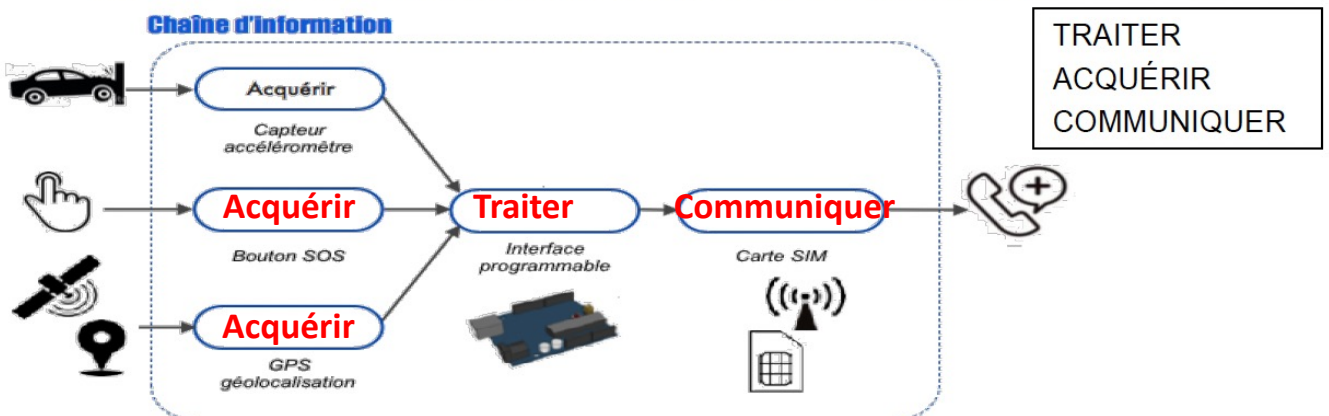 Chaîne d'information
TRAITER
ACQUÉRIR
COMMUNIQUER
Acquérir
Capteur
accéléromètre
Acquérir
Bouton SOS
Traiter
Interface
programmable
Communiquer
Carte SIM
Acquérir
GPS
géolocalisation